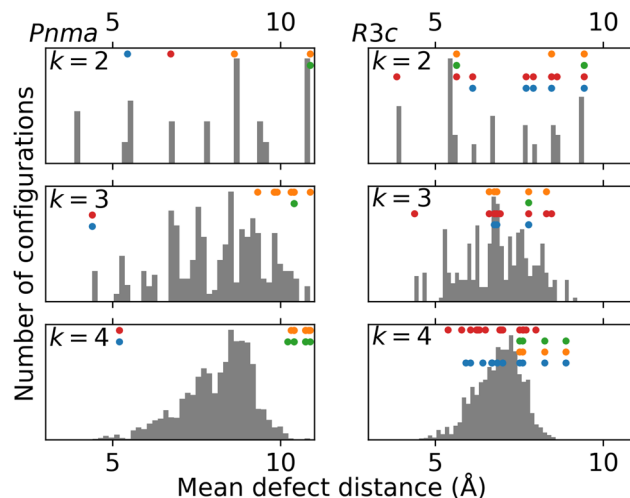 5 10 5 10
Pnma R3c
k = 2 k = 2
k = 3 k = 3
k = 4 k = 4
Number of configurations
5 10 5 10
Mean defect distance (Å)